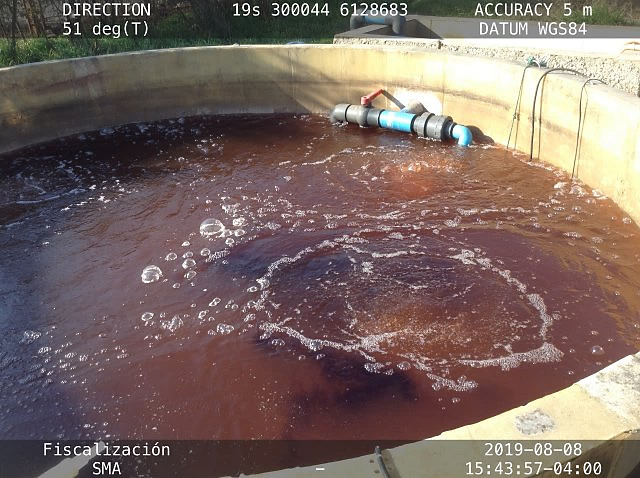 DIRECTION
51 deg(T)
19s 300044 6128683
ACCURACY 5 m
DATUM WGS84
Fiscalización
SMA
-
2019-08-08
15:43:57-04:00